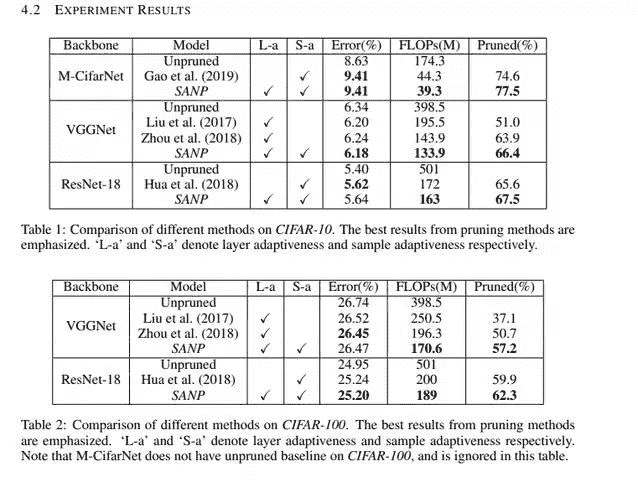 4.2 EXPERIMENT RESULTS
Backbone Model L-a S-a Error(%) FLOPs(M) Pruned(%)
M-CifarNet Unpruned 8.63 174.3
Gao et al. (2019) ✓ 9.41 44.3 74.6
SANP ✓ ✓ 9.41 39.3 77.5
VGGNet Unpruned 6.34 398.5
Liu et al. (2017) ✓ 6.20 195.5 51.0
Zhou et al. (2018) ✓ 6.24 143.9 63.9
SANP ✓ ✓ 6.18 133.9 66.4
ResNet-18 Unpruned 5.40 501
Hua et al. (2018) ✓ 5.62 172 65.6
SANP ✓ ✓ 5.64 163 67.5
Table 1: Comparison of different methods on CIFAR-10. The best results from pruning methods are
emphasized. ‘L-a’ and ‘S-a’ denote layer adaptiveness and sample adaptiveness respectively.
Backbone Model L-a S-a Error(%) FLOPs(M) Pruned(%)
VGGNet Unpruned 26.74 398.5
Liu et al. (2017) ✓ 26.52 250.5 37.1
Zhou et al. (2018) ✓ 26.45 196.3 50.7
SANP ✓ ✓ 26.47 170.6 57.2
ResNet-18 Unpruned 24.95 501
Hua et al. (2018) ✓ 25.24 200 59.9
SANP ✓ ✓ 25.20 189 62.3
Table 2: Comparison of different methods on CIFAR-100. The best results from pruning methods
are emphasized. ‘L-a’ and ‘S-a’ denote layer adaptiveness and sample adaptiveness respectively.
Note that M-CifarNet does not have unpruned baseline on CIFAR-100, and is ignored in this table.